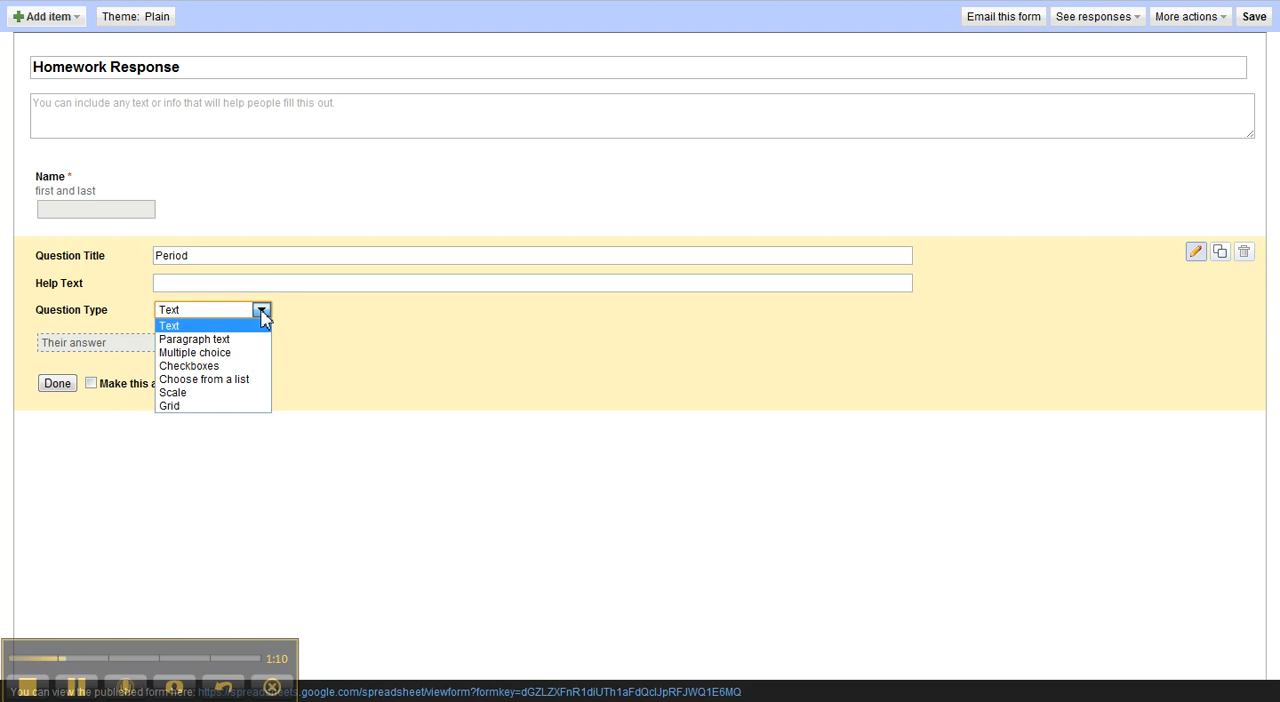 Add item
Theme: Plain
Email this form
See responses
More actions
Save
Homework Response
You can include any text or info that will help people fill this out.
Name *
first and last
Question Title
Period
Help Text
Question Type
Text
Text
Paragraph text
Multiple choice
Checkboxes
Choose from a list
Scale
Grid
Their answer
Done
Make this a
1:10
You can view the published form here: https://spreadsheets.google.com/spreadsheet/viewform?formkey=